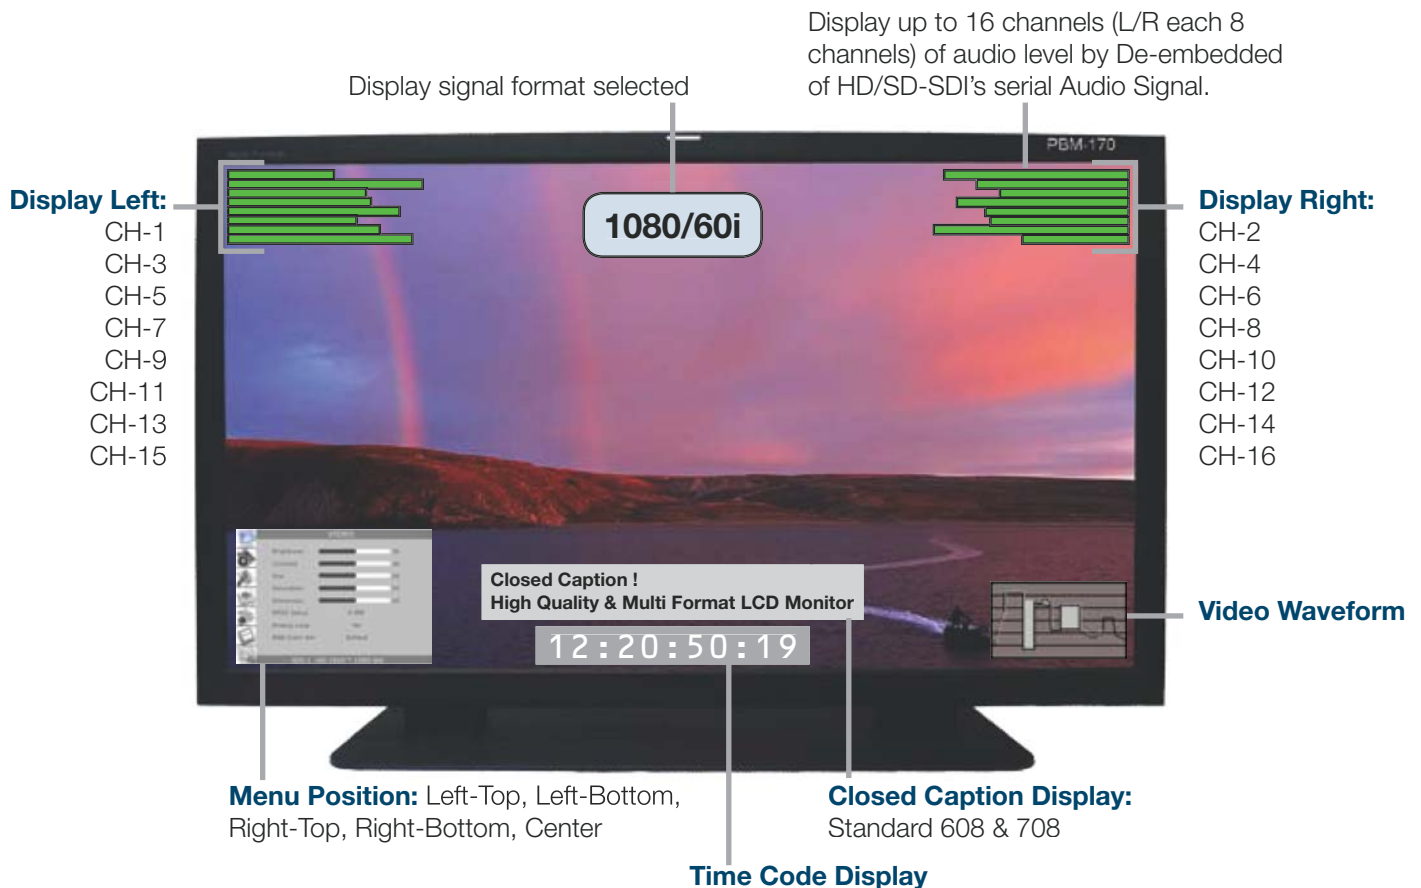 Display up to 16 channels (L/R each 8
channels) of audio level by De-embedded
of HD/SD-SDI's serial Audio Signal.
Display signal format selected
PBM-170
Display Left:
CH-1
CH-3
CH-5
CH-7
CH-9
CH-11
CH-13
CH-15
1080/60i
Display Right:
CH-2
CH-4
CH-6
CH-8
CH-10
CH-12
CH-14
CH-16
VIDEO
Brightness
Contrast
Saturation
Closed Caption !
High Quality & Multi Format LCD Monitor
12:20:50:19
Video Waveform
Menu Position: Left-Top, Left-Bottom,
Right-Top, Right-Bottom, Center
Closed Caption Display:
Standard 608 & 708
Time Code Display